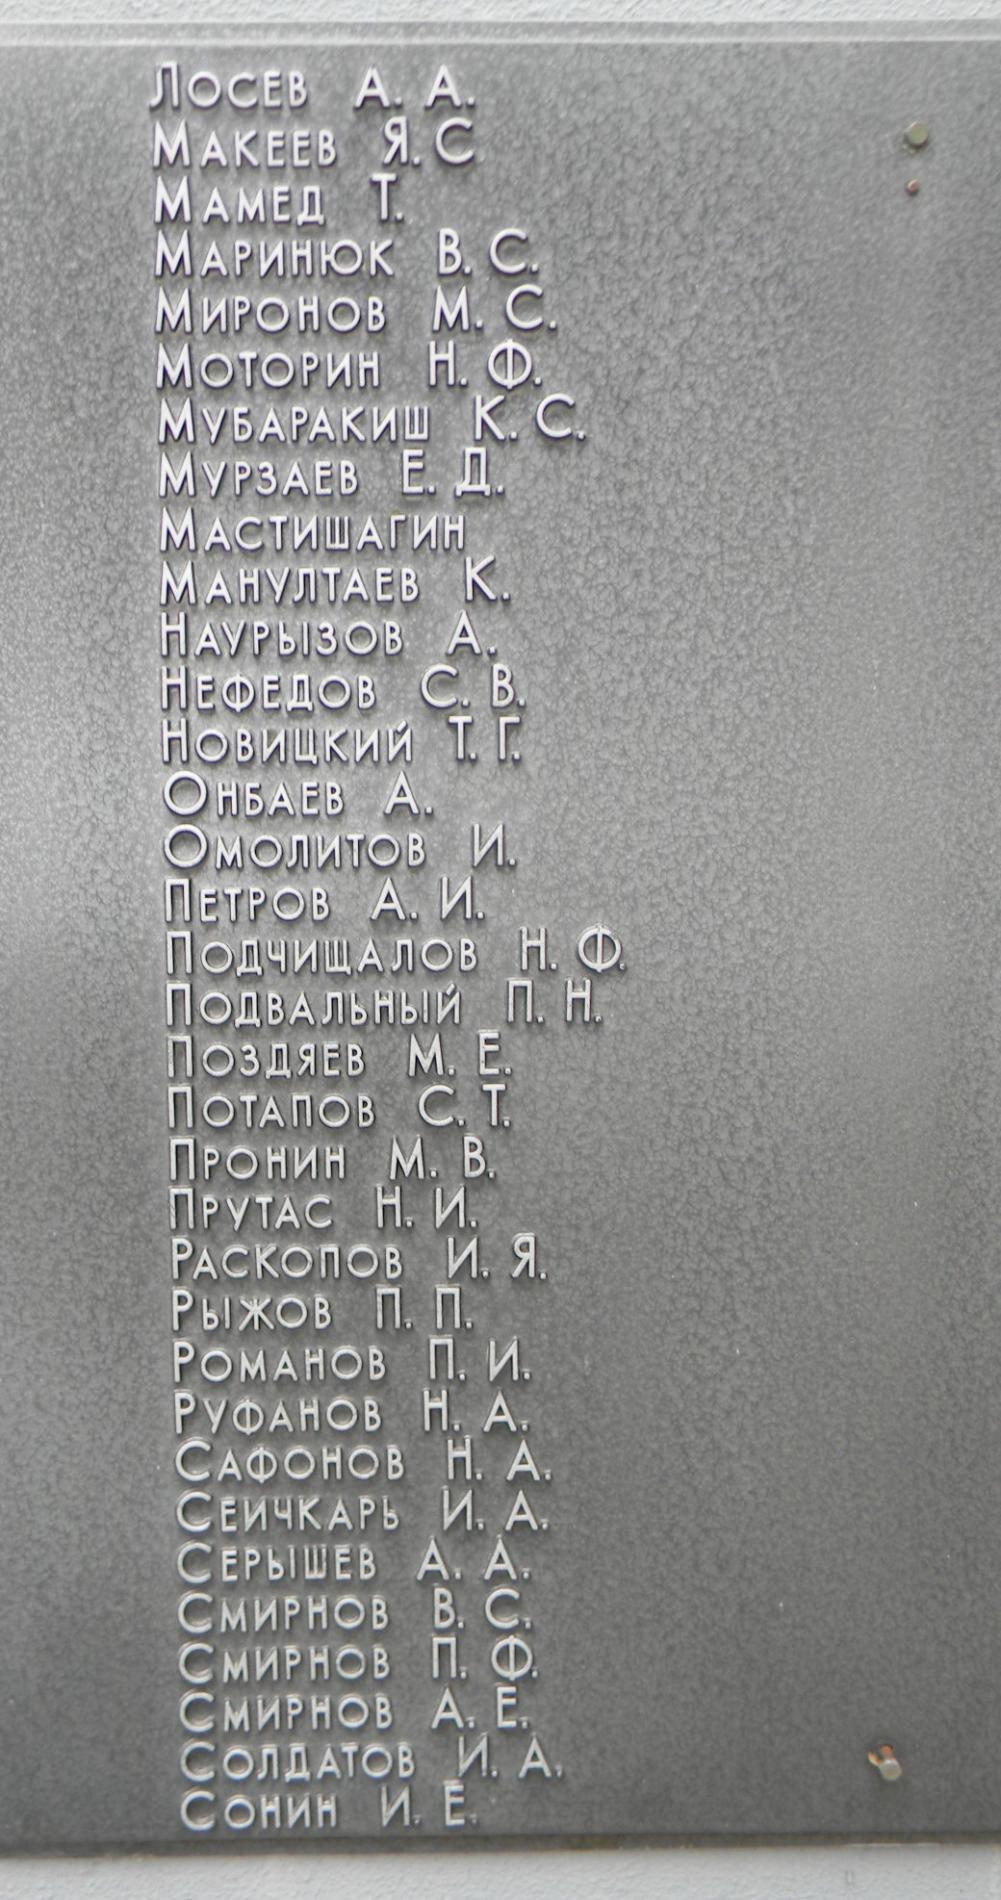 Лосев А. А.
Макеев Я. С
Мамед Т.
Маринюк В. С.
Миронов М. С.
Моторин Н. Ф.
Мубаракиш К. С.
Мурзаев Е. Д.
Мастишагин
Манултаев К.
Наурызов А.
Нефедов С. В.
Новицкий Т. Г.
Онбаев А.
Омолитов И.
Петров А. И.
Подчищалов Н. Ф.
Подвальный П. Н.
Поздяев М. Е.
Потапов С. Т.
Пронин М. В.
Прутас Н. И.
Раскопов И. Я.
Рыжов П. П.
Романов П. И.
Руфанов Н. А.
Сафонов Н. А.
Сеичкарь И. А.
Серышев А. А.
Смирнов В. С.
Смирнов П. Ф.
Смирнов А. Е.
Солдатов И. А.
Сонин И. Е.